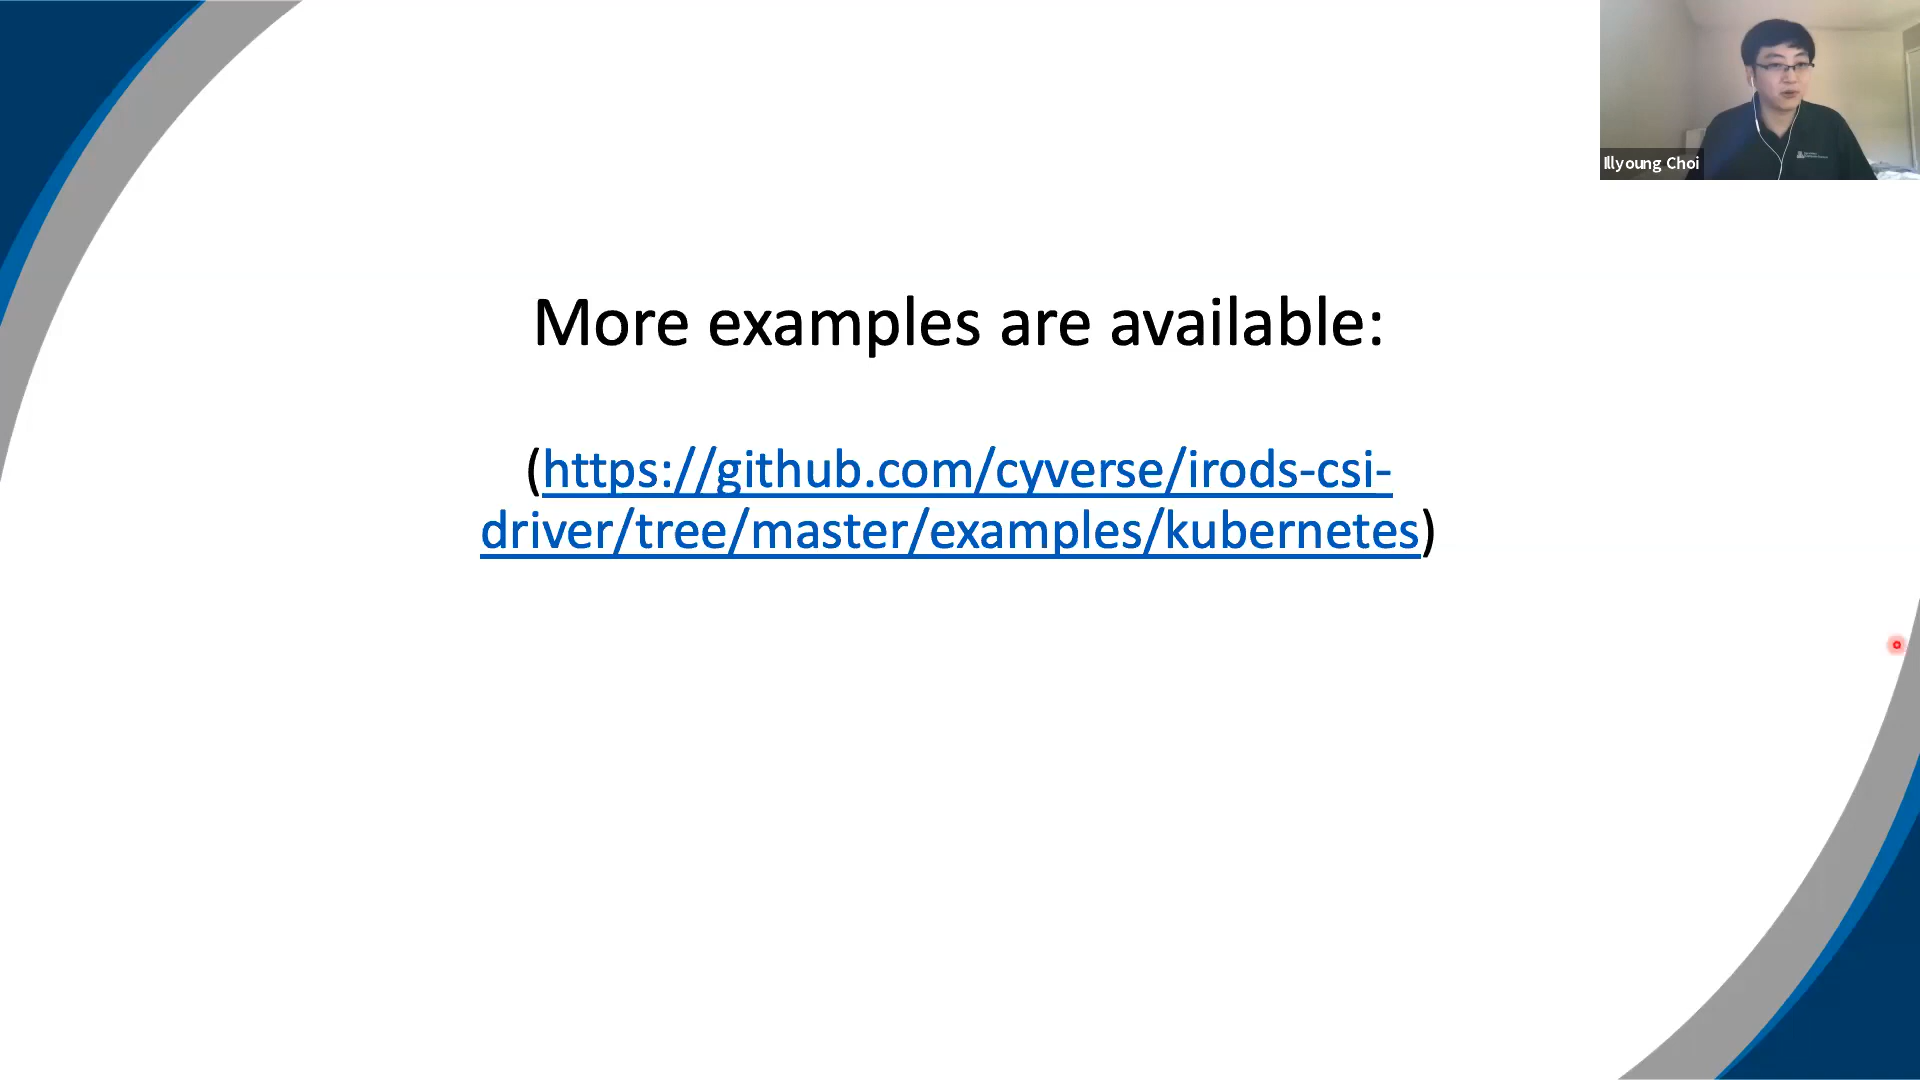 Illyoung Choi
More examples are available:
(https://github.com/cyverse/irods-csi-
driver/tree/master/examples/kubernetes)